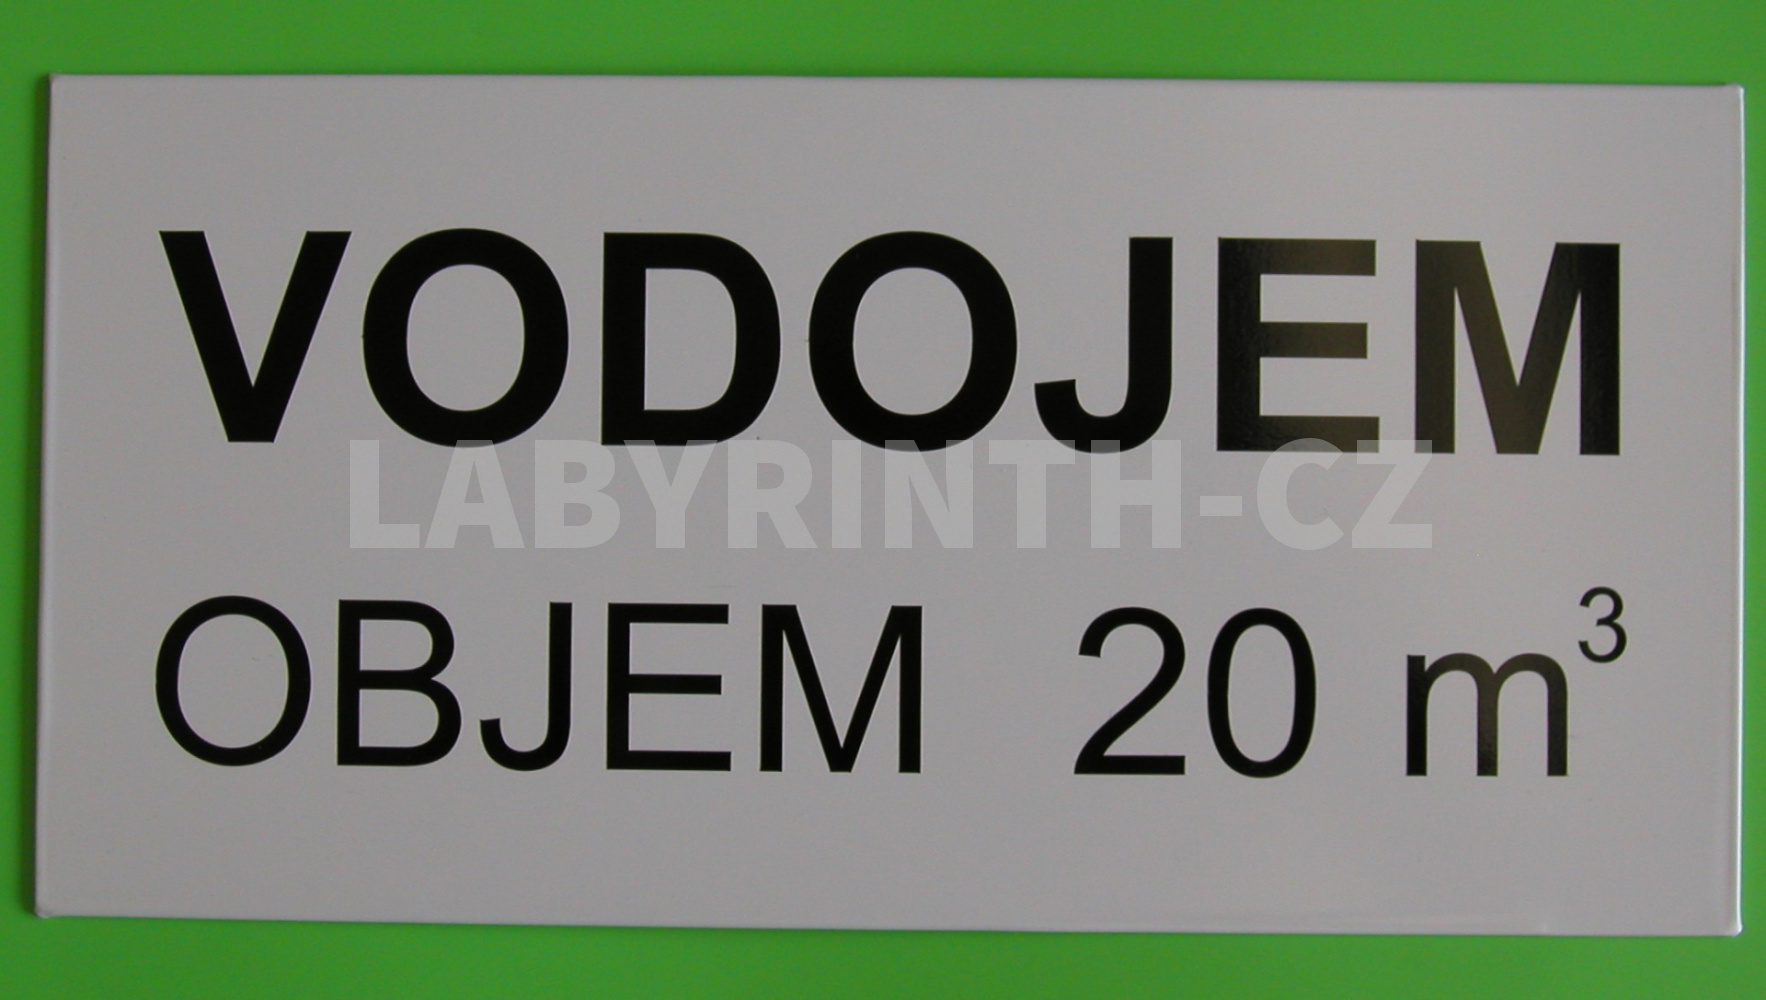 VODOJEM
LABYRINTH-CZ
OBJEM 20 m³